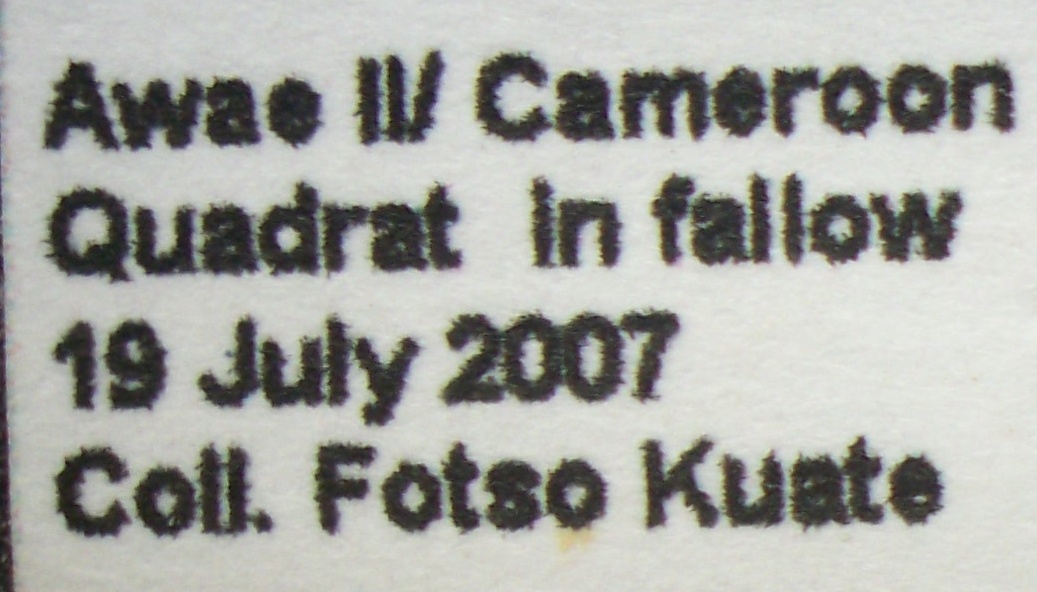 Awae II/ Cameroon
Quadrat in fallow
19 July 2007
Coll. Fotso Kuate